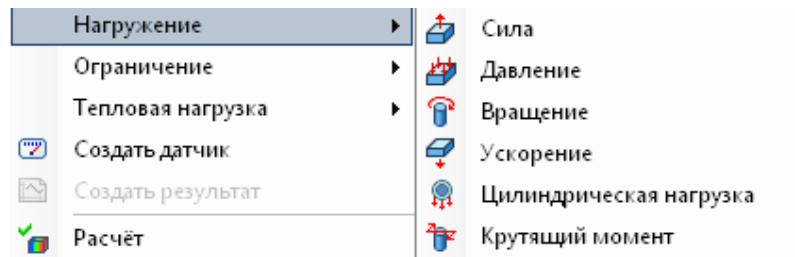 Нагружение
Ограничение
Тепловая нагрузка
Создать датчик
Создать результат
Расчёт
Сила
Давление
Вращение
Ускорение
Цилиндрическая нагрузка
Крутящий момент